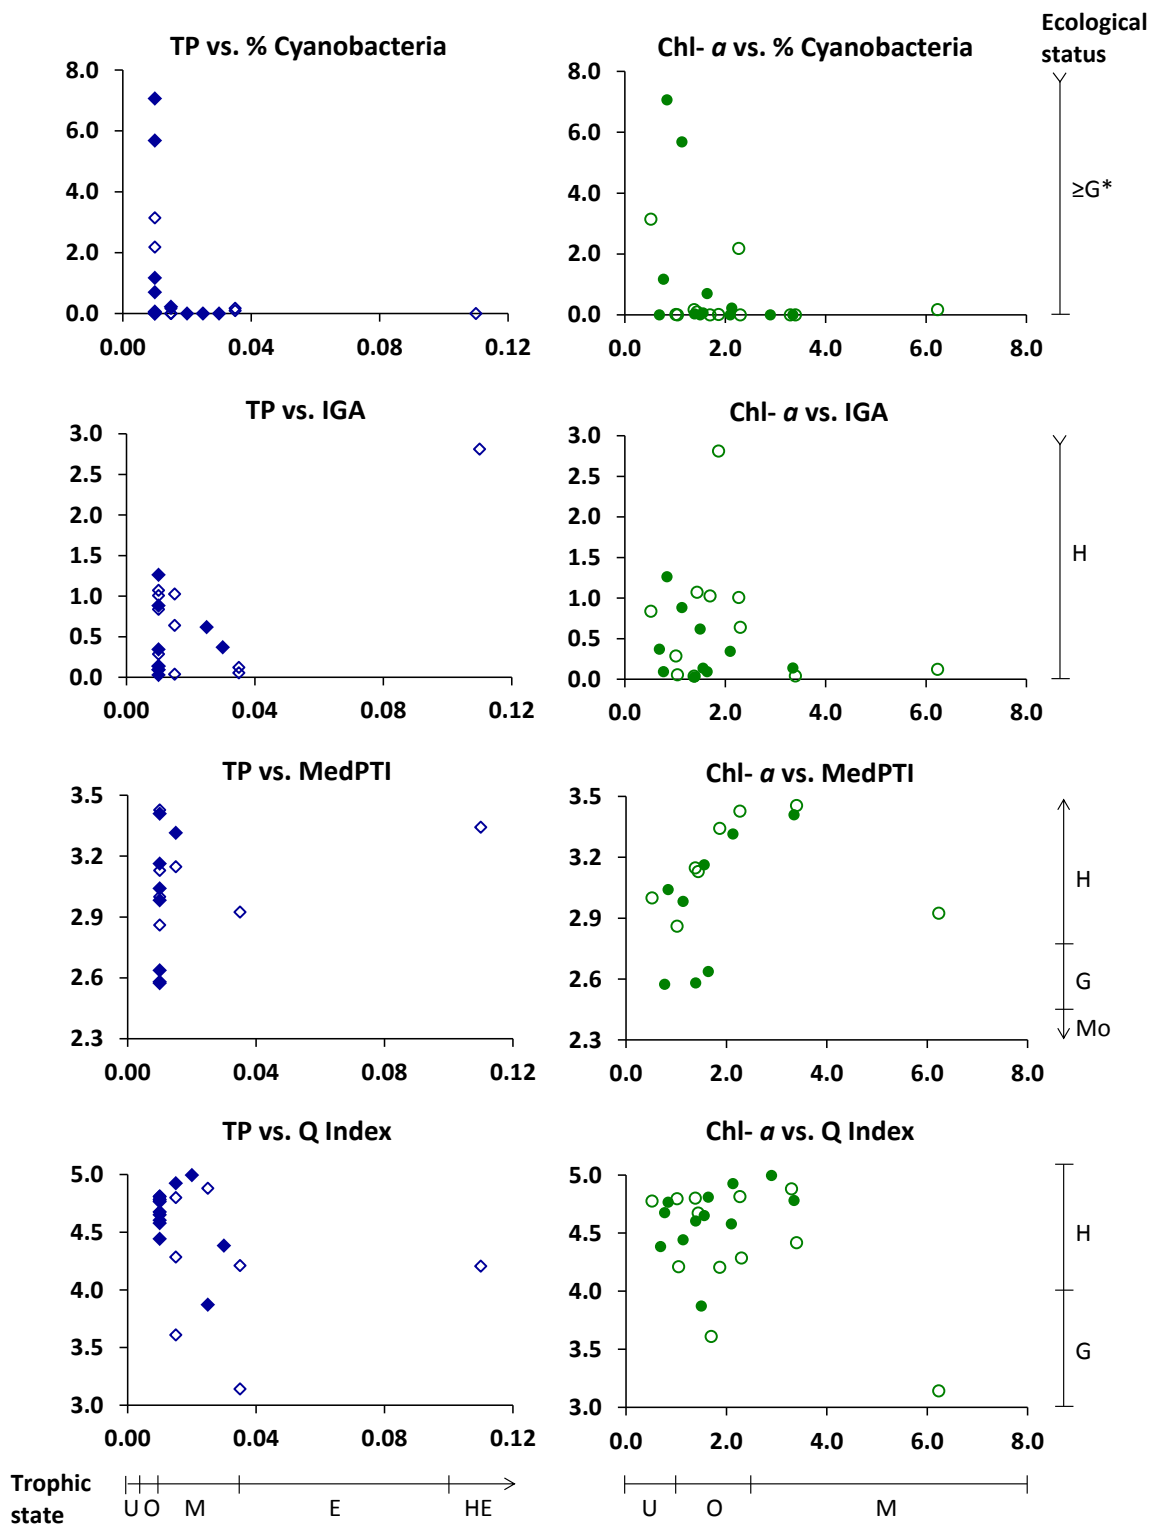 Ecological
status
TP vs. % Cyanobacteria
Chl- a vs. % Cyanobacteria
8.0
6.0
4.0
2.0
0.0
0.00 0.04 0.08 0.12
8.0
6.0
4.0
2.0
0.0
0.0 2.0 4.0 6.0 8.0
≥G*
TP vs. IGA
Chl- a vs. IGA
3.0
2.5
2.0
1.5
1.0
0.5
0.0
0.00 0.04 0.08 0.12
3.0
2.5
2.0
1.5
1.0
0.5
0.0
0.0 2.0 4.0 6.0 8.0
H
TP vs. MedPTI
Chl- a vs. MedPTI
3.5
3.2
2.9
2.6
2.3
0.00 0.04 0.08 0.12
3.5
3.2
2.9
2.6
2.3
0.0 2.0 4.0 6.0 8.0
H
G
Mo
TP vs. Q Index
Chl- a vs. Q Index
5.0
4.5
4.0
3.5
3.0
0.00 0.04 0.08 0.12
5.0
4.5
4.0
3.5
3.0
0.0 2.0 4.0 6.0 8.0
H
G
Trophic
state
U O M E HE
U O M